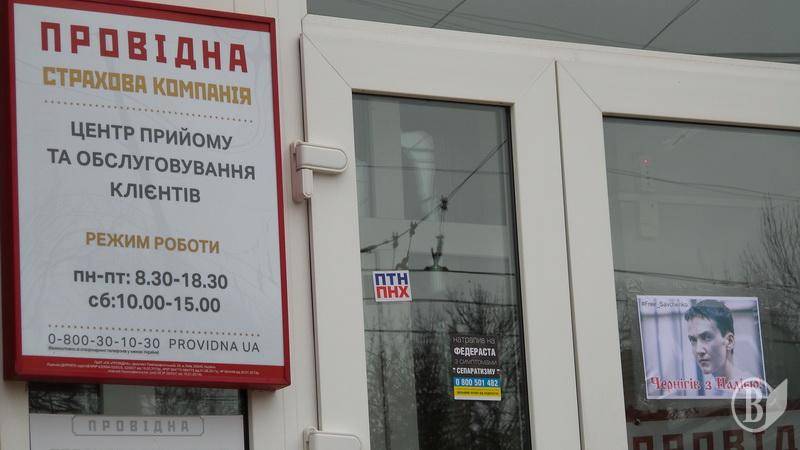 ПРОВІДНА
СТРАХОВА КОМПАНІЯ
ЦЕНТР ПРИЙОМУ
ТА ОБСЛУГОВУВАННЯ
КЛІЄНТІВ
РЕЖИМ РОБОТИ
пн-пт: 8.30-18.30
сб:10.00-15.00
0-800-30-10-30 PROVIDNA UA
ПРОВІДНА
ПТН
ПНХ
натрапив на
ФЕДЕРАСТА
з симптомами
"СЕПАРАТИЗМУ"
0 800 501 482
#Free_Savchenko
Чернігів з Надією!
ПРОВІДНА
В